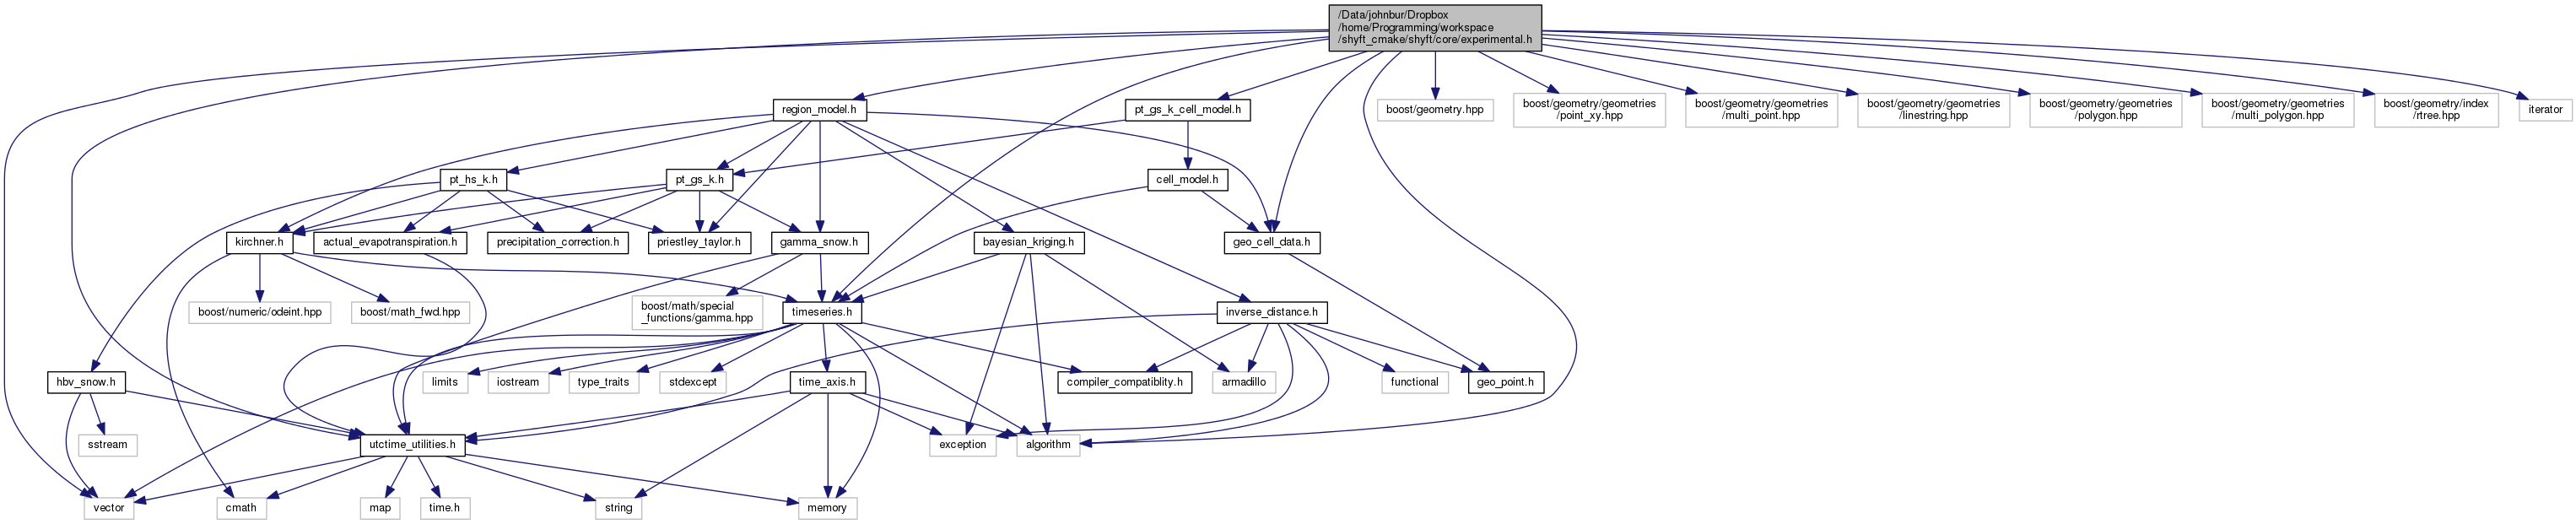 /Data/johnbur/Dropbox
/home/Programming/workspace
/shyft_cmake/shyft/core/experimental.h
region_model.h
pt_gs_k_cell_model.h
boost/geometry.hpp
boost/geometry/geometries
/point_xy.hpp
boost/geometry/geometries
/multi_point.hpp
boost/geometry/geometries
/linestring.hpp
boost/geometry/geometries
/polygon.hpp
boost/geometry/geometries
/multi_polygon.hpp
boost/geometry/index
/rtree.hpp
iterator
pt_hs_k.h
pt_gs_k.h
cell_model.h
kirchner.h
actual_evapotranspiration.h
precipitation_correction.h
priestley_taylor.h
gamma_snow.h
bayesian_kriging.h
geo_cell_data.h
boost/numeric/odeint.hpp
boost/math_fwd.hpp
boost/math/special
_functions/gamma.hpp
timeseries.h
inverse_distance.h
hbv_snow.h
limits
iostream
type_traits
stdexcept
time_axis.h
compiler_compatiblity.h
armadillo
functional
geo_point.h
sstream
utctime_utilities.h
exception
algorithm
vector
cmath
map
time.h
string
memory